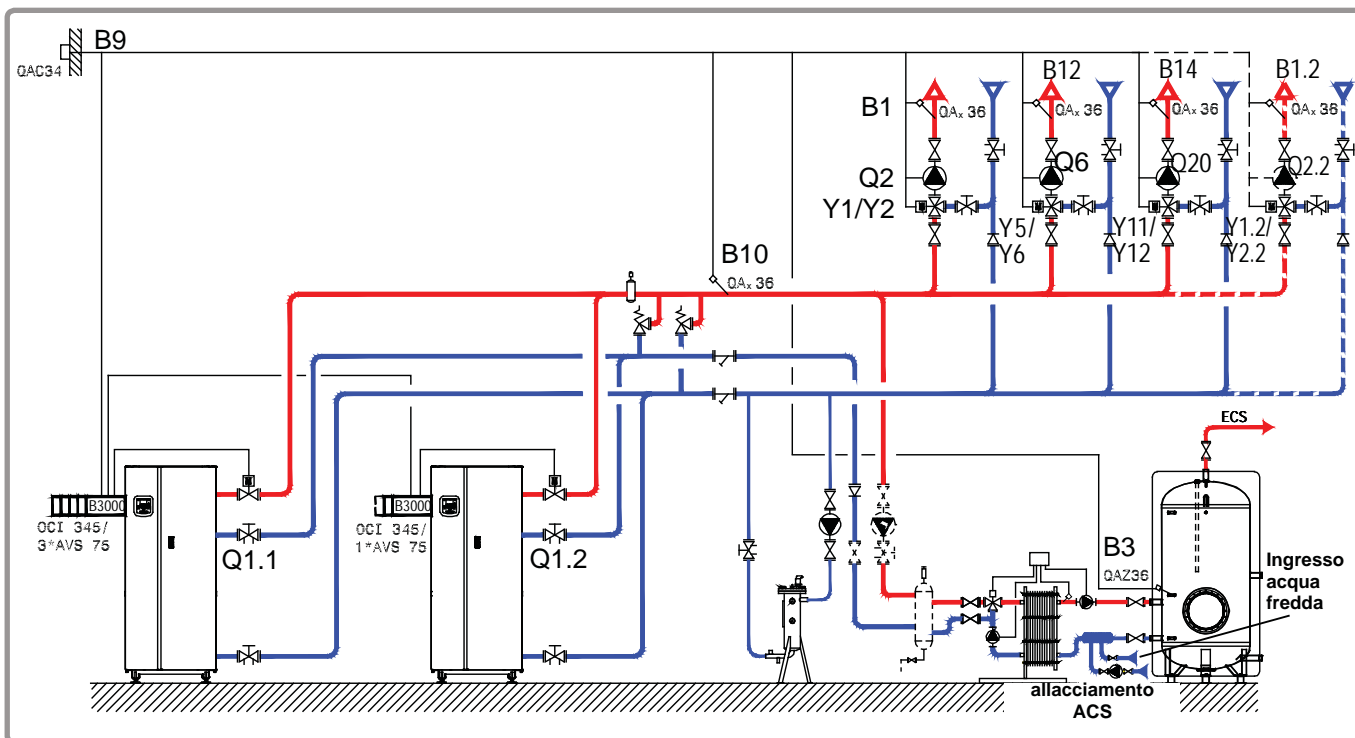 B9
QAC34
B1
QAx 36
B12
QAx 36
B14
QAx 36
B1.2
QAx 36
Q2
Q6
Q20
Q2.2
Y1/Y2
Y5/
Y6
Y11/
Y12
Y1.2/
Y2.2
B10
QAx 36
ECS
B3000
OCI 345/
3*AVS 75
Q1.1
B3000
OCI 345/
1*AVS 75
Q1.2
B3
QAZ36
Ingresso
acqua
fredda
allacciamento
ACS